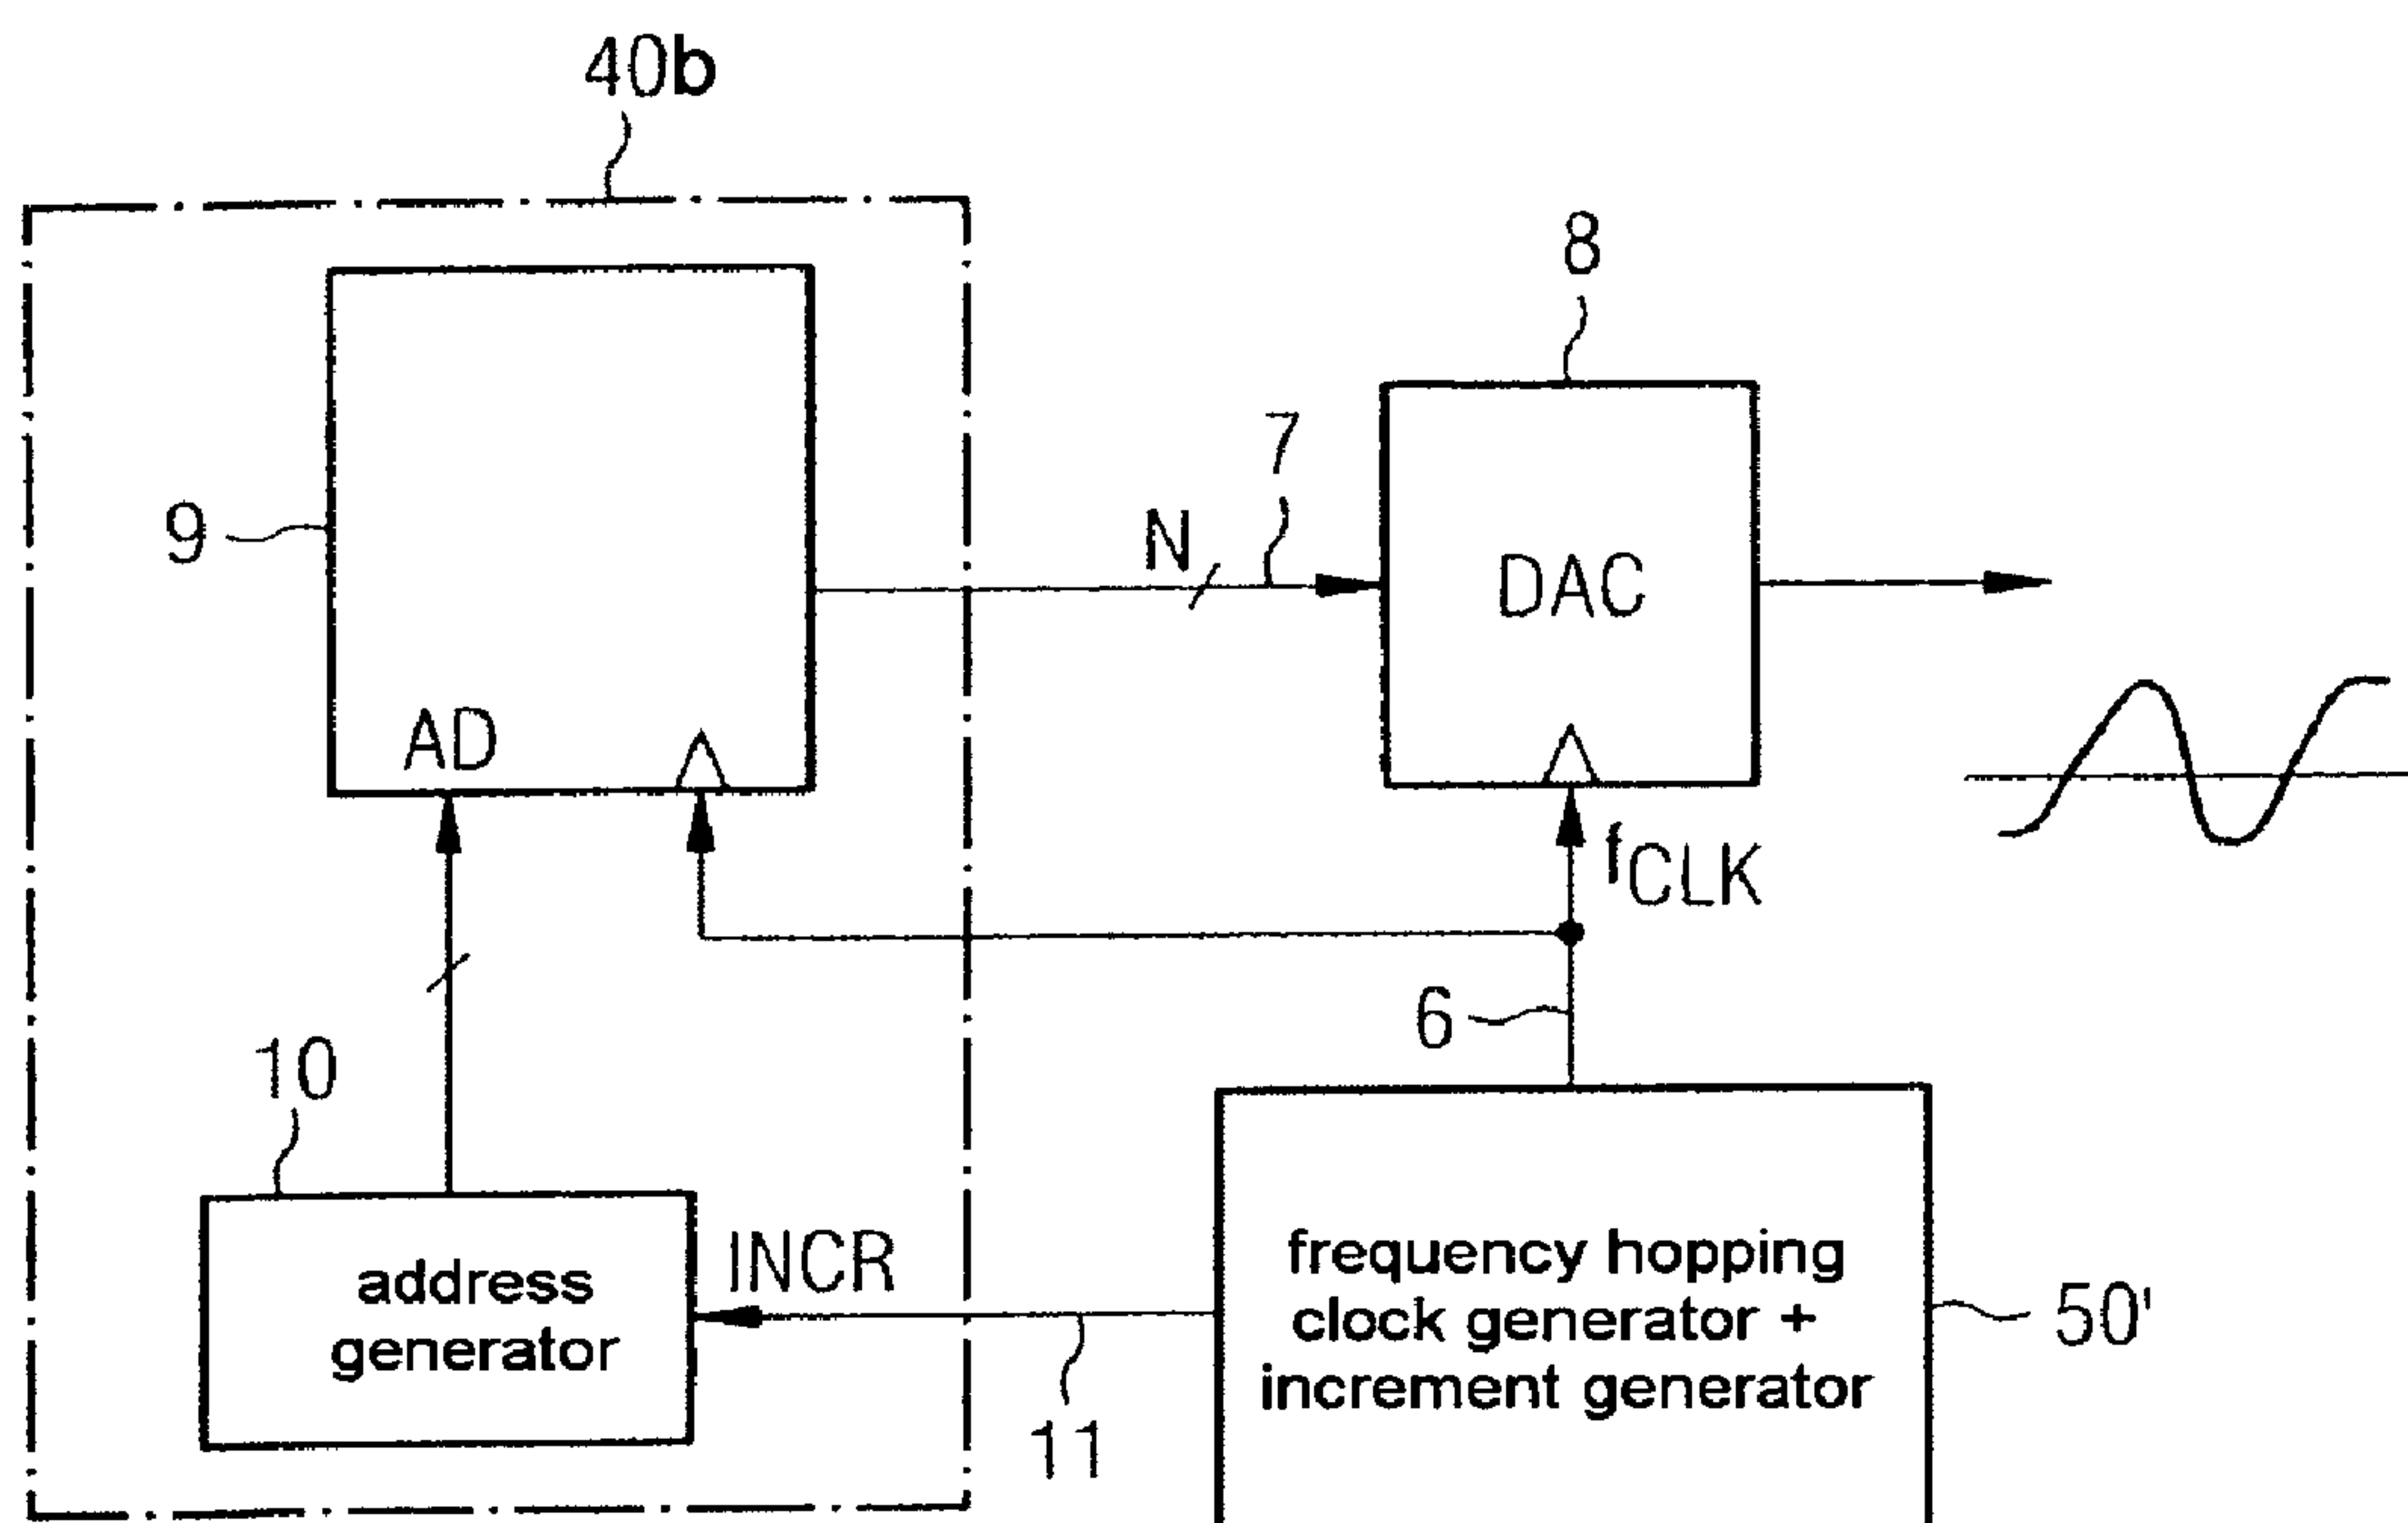 40b
8
7
9
N
DAC
AD
fCLK
6
10
INCR
address
generator
frequency hopping
clock generator +
increment generator
50'
11